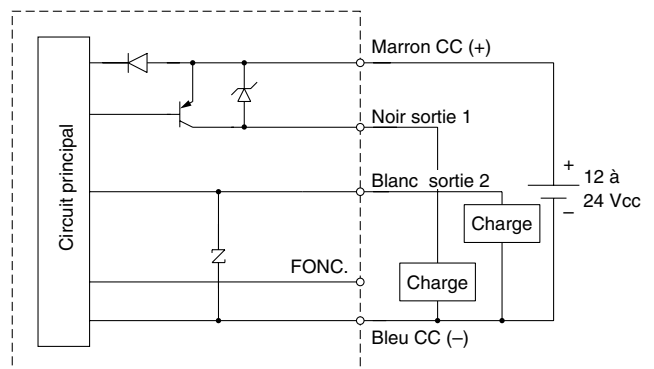 Marron CC (+)
Circuit principal
Noir sortie 1
Blanc sortie 2
+
12 à
24 Vcc
–
Charge
FONC.
Charge
Bleu CC (–)